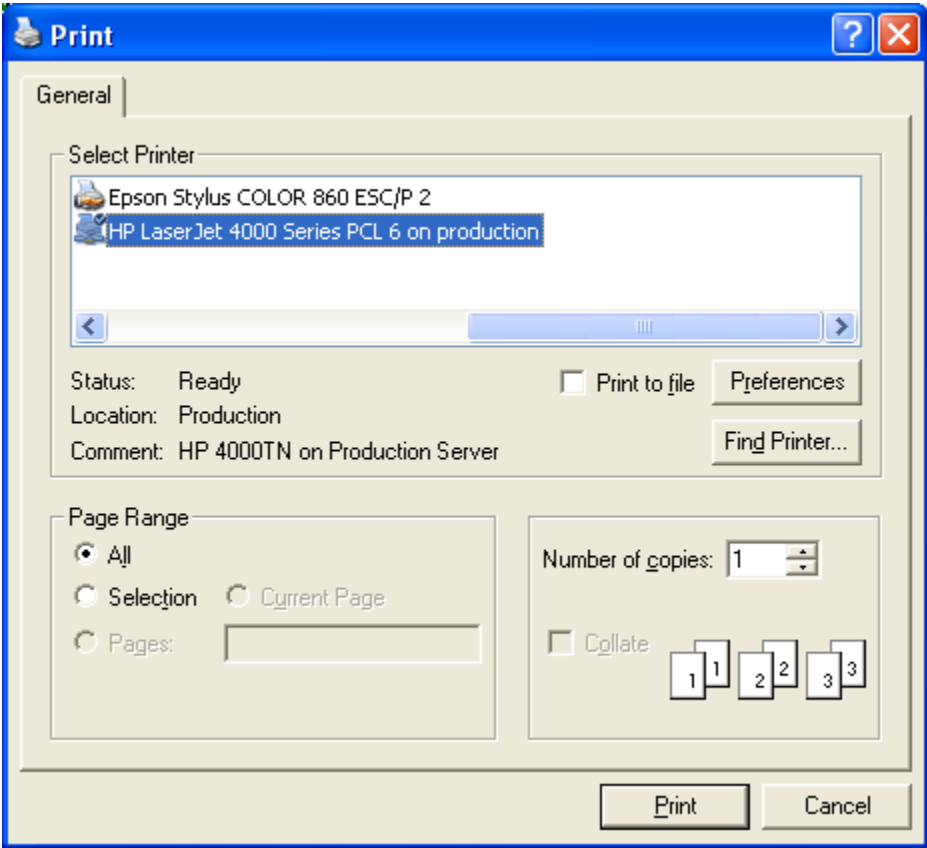 Print
General
Select Printer
Epson Stylus COLOR 860 ESC/P 2
HP LaserJet 4000 Series PCL 6 on production
Status: Ready
Print to file
Preferences
Location: Production
Comment: HP 4000TN on Production Server
Find Printer...
Page Range
All
Selection
Current Page
Pages:
Number of copies: 1
Collate
1 1 2 2 3 3
Print
Cancel